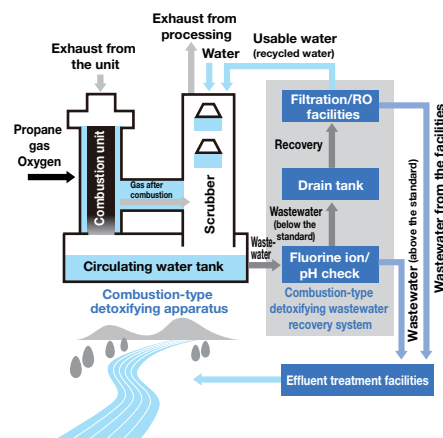 Exhaust from
processing
Exhaust from
the unit
Water
Usable water
(recycled water)
Propane
gas
Oxygen
Combustion unit
Gas after
combustion
Scrubber
Filtration/RO
facilities
Recovery
Drain tank
Wastewater
(below the
standard)
Waste-
water
Fluorine ion/
pH check
Circulating water tank
Combustion-type
detoxifying apparatus
Combustion-type
detoxifying wastewater
recovery system
Wastewater (above the standard)
Wastewater from the facilities
Effluent treatment facilities